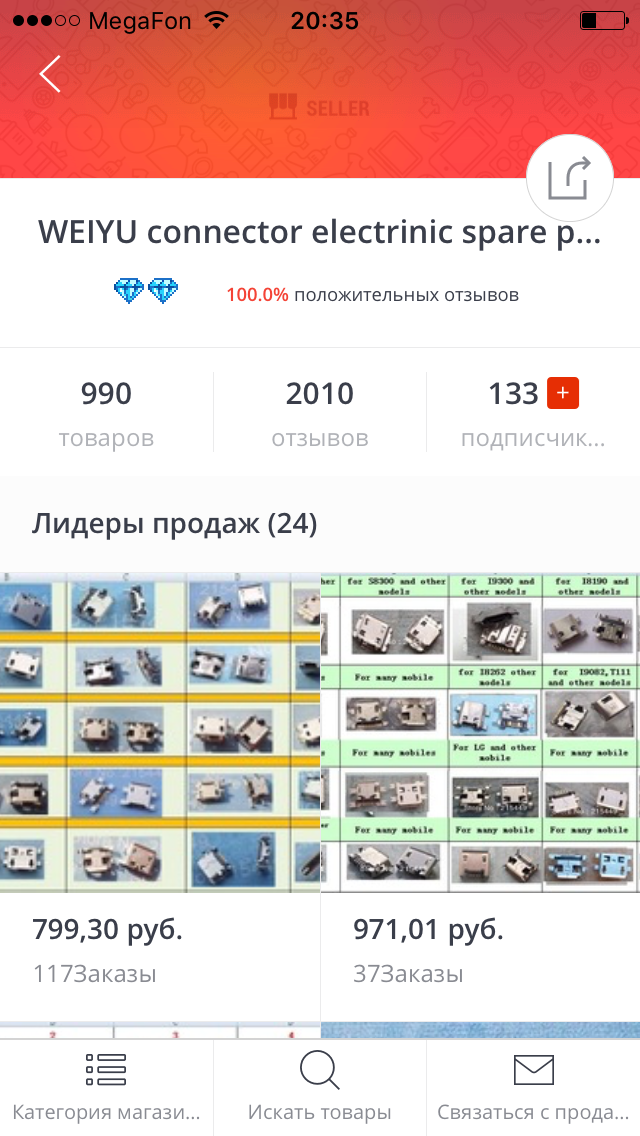 MegaFon 20:35
SELLER
WEIYU connector electrinic spare p...
100.0% положительных отзывов
990 2010 133 +
товаров отзывов подписчик...
Лидеры продаж (24)
B C D
her for S8300 and other models for I9300 and other models for I8190 and other models
For many mobile for I8262 other models for I9082,T111 and other models
For many mobiles For LG and other mobile For many mobile
For many mobile For many mobile For many mobile
799,30 руб. 971,01 руб.
117Заказы 37Заказы
2 3 4
Категория магази... Искать товары Связаться с прода...